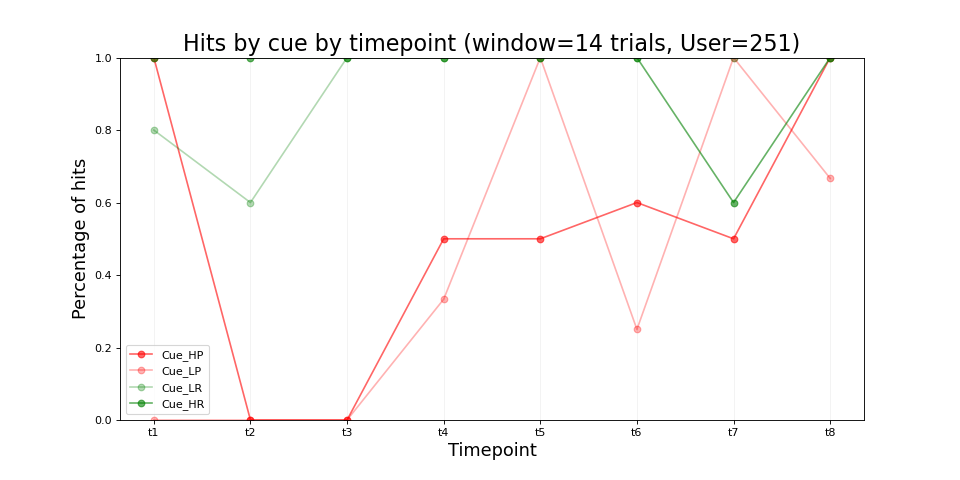 Hits by cue by timepoint (window=14 trials, User=251)
Percentage of hits
1.0
0.8
0.6
0.4
0.2
0.0
Cue_HP
Cue_LP
Cue_LR
Cue_HR
t1 t2 t3 t4 t5 t6 t7 t8
Timepoint